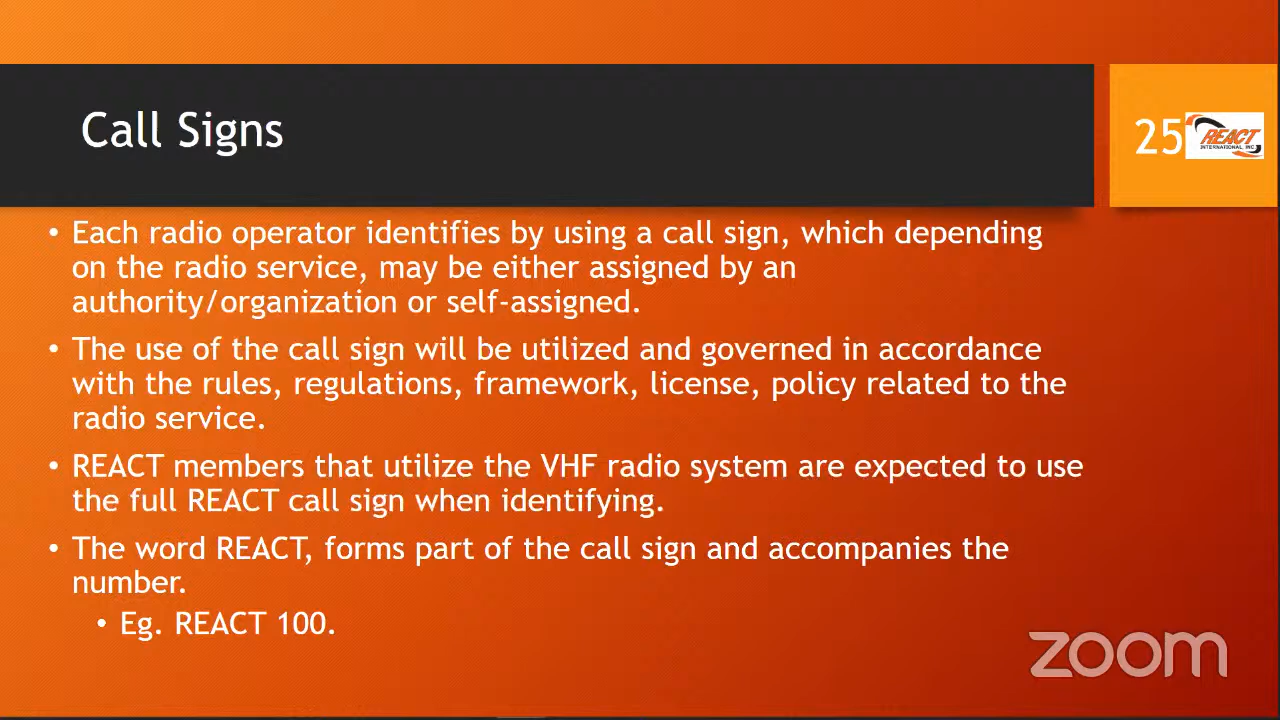 Call Signs
25
REACT
INTERNATIONAL, INC.
• Each radio operator identifies by using a call sign, which depending
on the radio service, may be either assigned by an
authority/organization or self-assigned.
• The use of the call sign will be utilized and governed in accordance
with the rules, regulations, framework, license, policy related to the
radio service.
• REACT members that utilize the VHF radio system are expected to use
the full REACT call sign when identifying.
• The word REACT, forms part of the call sign and accompanies the
number.
• Eg. REACT 100.
zoom